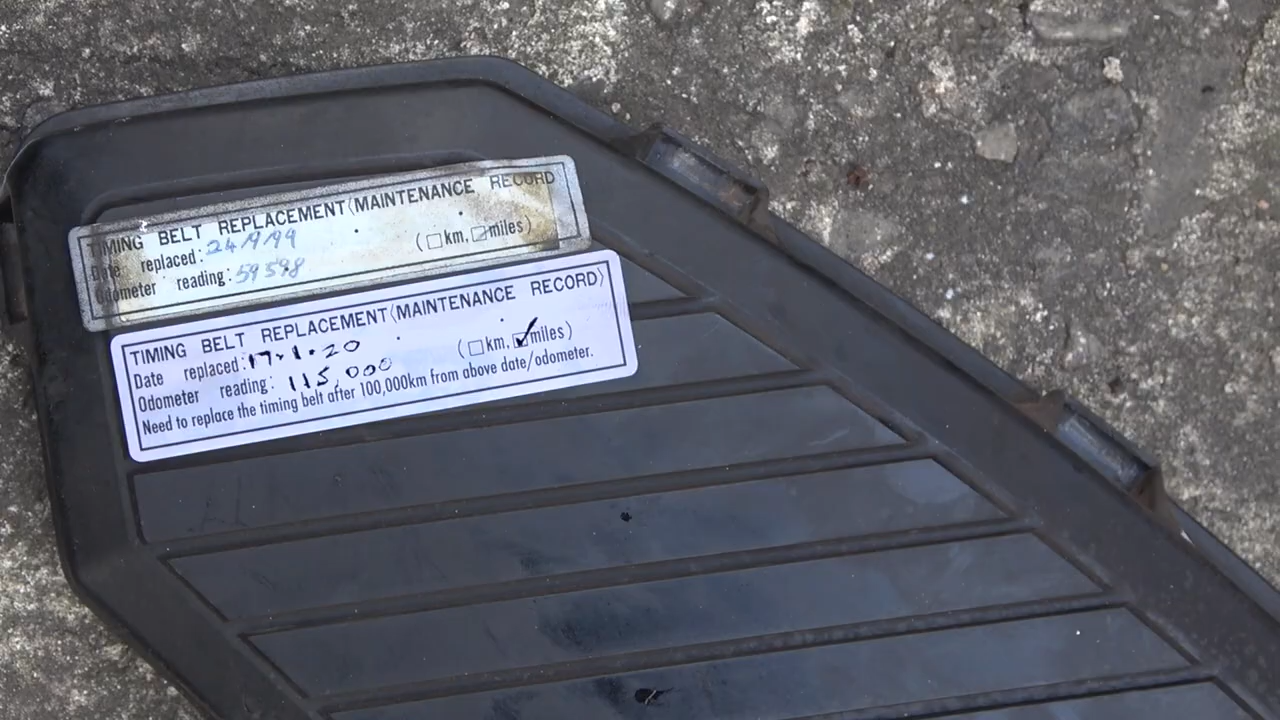 TIMING BELT REPLACEMENT(MAINTENANCE RECORD
Date replaced: 24/9/99
(□km, □miles)
Odometer reading: 59598
TIMING BELT REPLACEMENT(MAINTENANCE RECORD)
Date replaced: 17.1.20
(□km, ☑miles)
Odometer reading: 115,000
Need to replace the timing belt after 100,000km from above date/odometer.